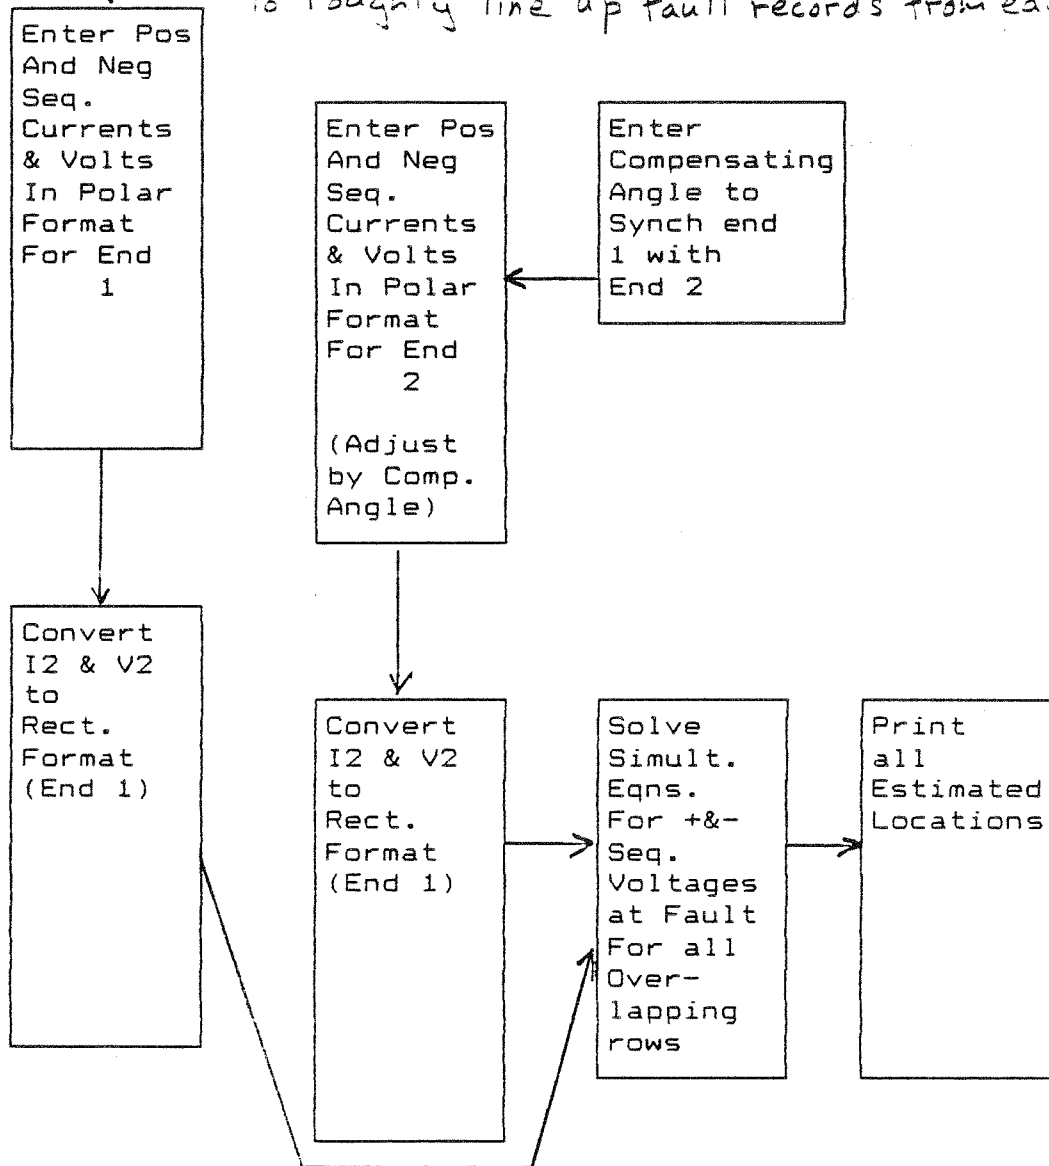 to roughly line up fault records from
Enter Pos
And Neg
Seq.
Currents
& Volts
In Polar
Format
For End
1
Enter Pos
And Neg
Seq.
Currents
& Volts
In Polar
Format
For End
2
(Adjust
by Comp.
Angle)
Enter
Compensating
Angle to
Synch end
1 with
End 2
Convert
I2 & V2
to
Rect.
Format
(End 1)
Convert
I2 & V2
to
Rect.
Format
(End 1)
Solve
Simult.
Eqns.
For +&-
Seq.
Voltages
at Fault
For all
Over-
lapping
rows
Print
all
Estimated
Locations